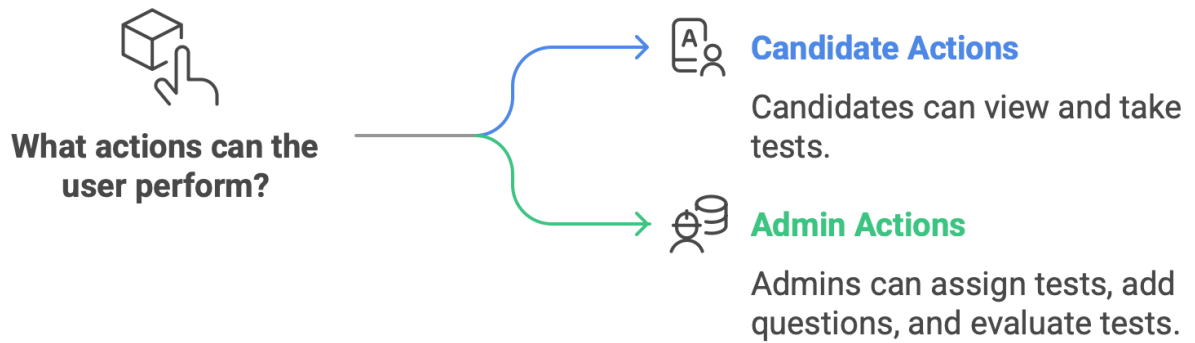 What actions can the
user perform?
A
Candidate Actions
Candidates can view and take
tests.
Admin Actions
Admins can assign tests, add
questions, and evaluate tests.